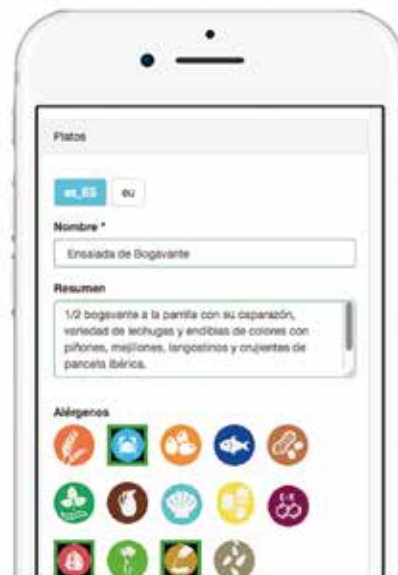 Platos
es_ES eu
Nombre *
Ensalada de Bogavante
Resumen
1/2 bogavante a la parrilla con su caparazón,
variedad de lechugas y endibias de colores con
piñones, mejillones, langostinos y crujientes de
panceta ibérica.
Alérgenos